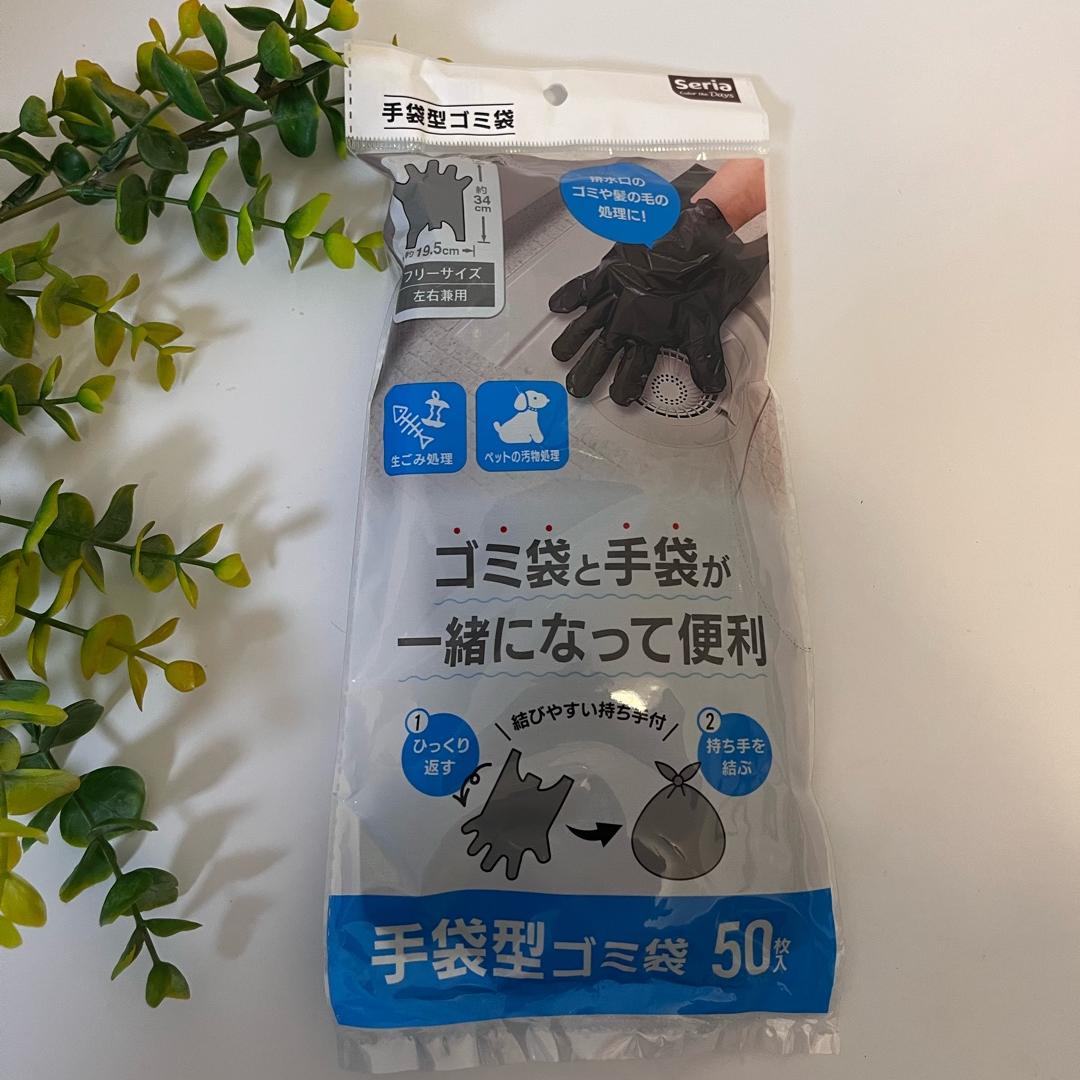 Seria
Color the Days
手袋型ゴミ袋
約
34
cm
約19.5cm
フリーサイズ
左右兼用
排水口の
ゴミや髪の毛の
処理に!
生ごみ処理
ペットの汚物処理
ゴミ袋と手袋が
一緒になって便利
結びやすい持ち手付
1
ひっくり
返す
2
持ち手を
結ぶ
手袋型ゴミ袋 50枚入